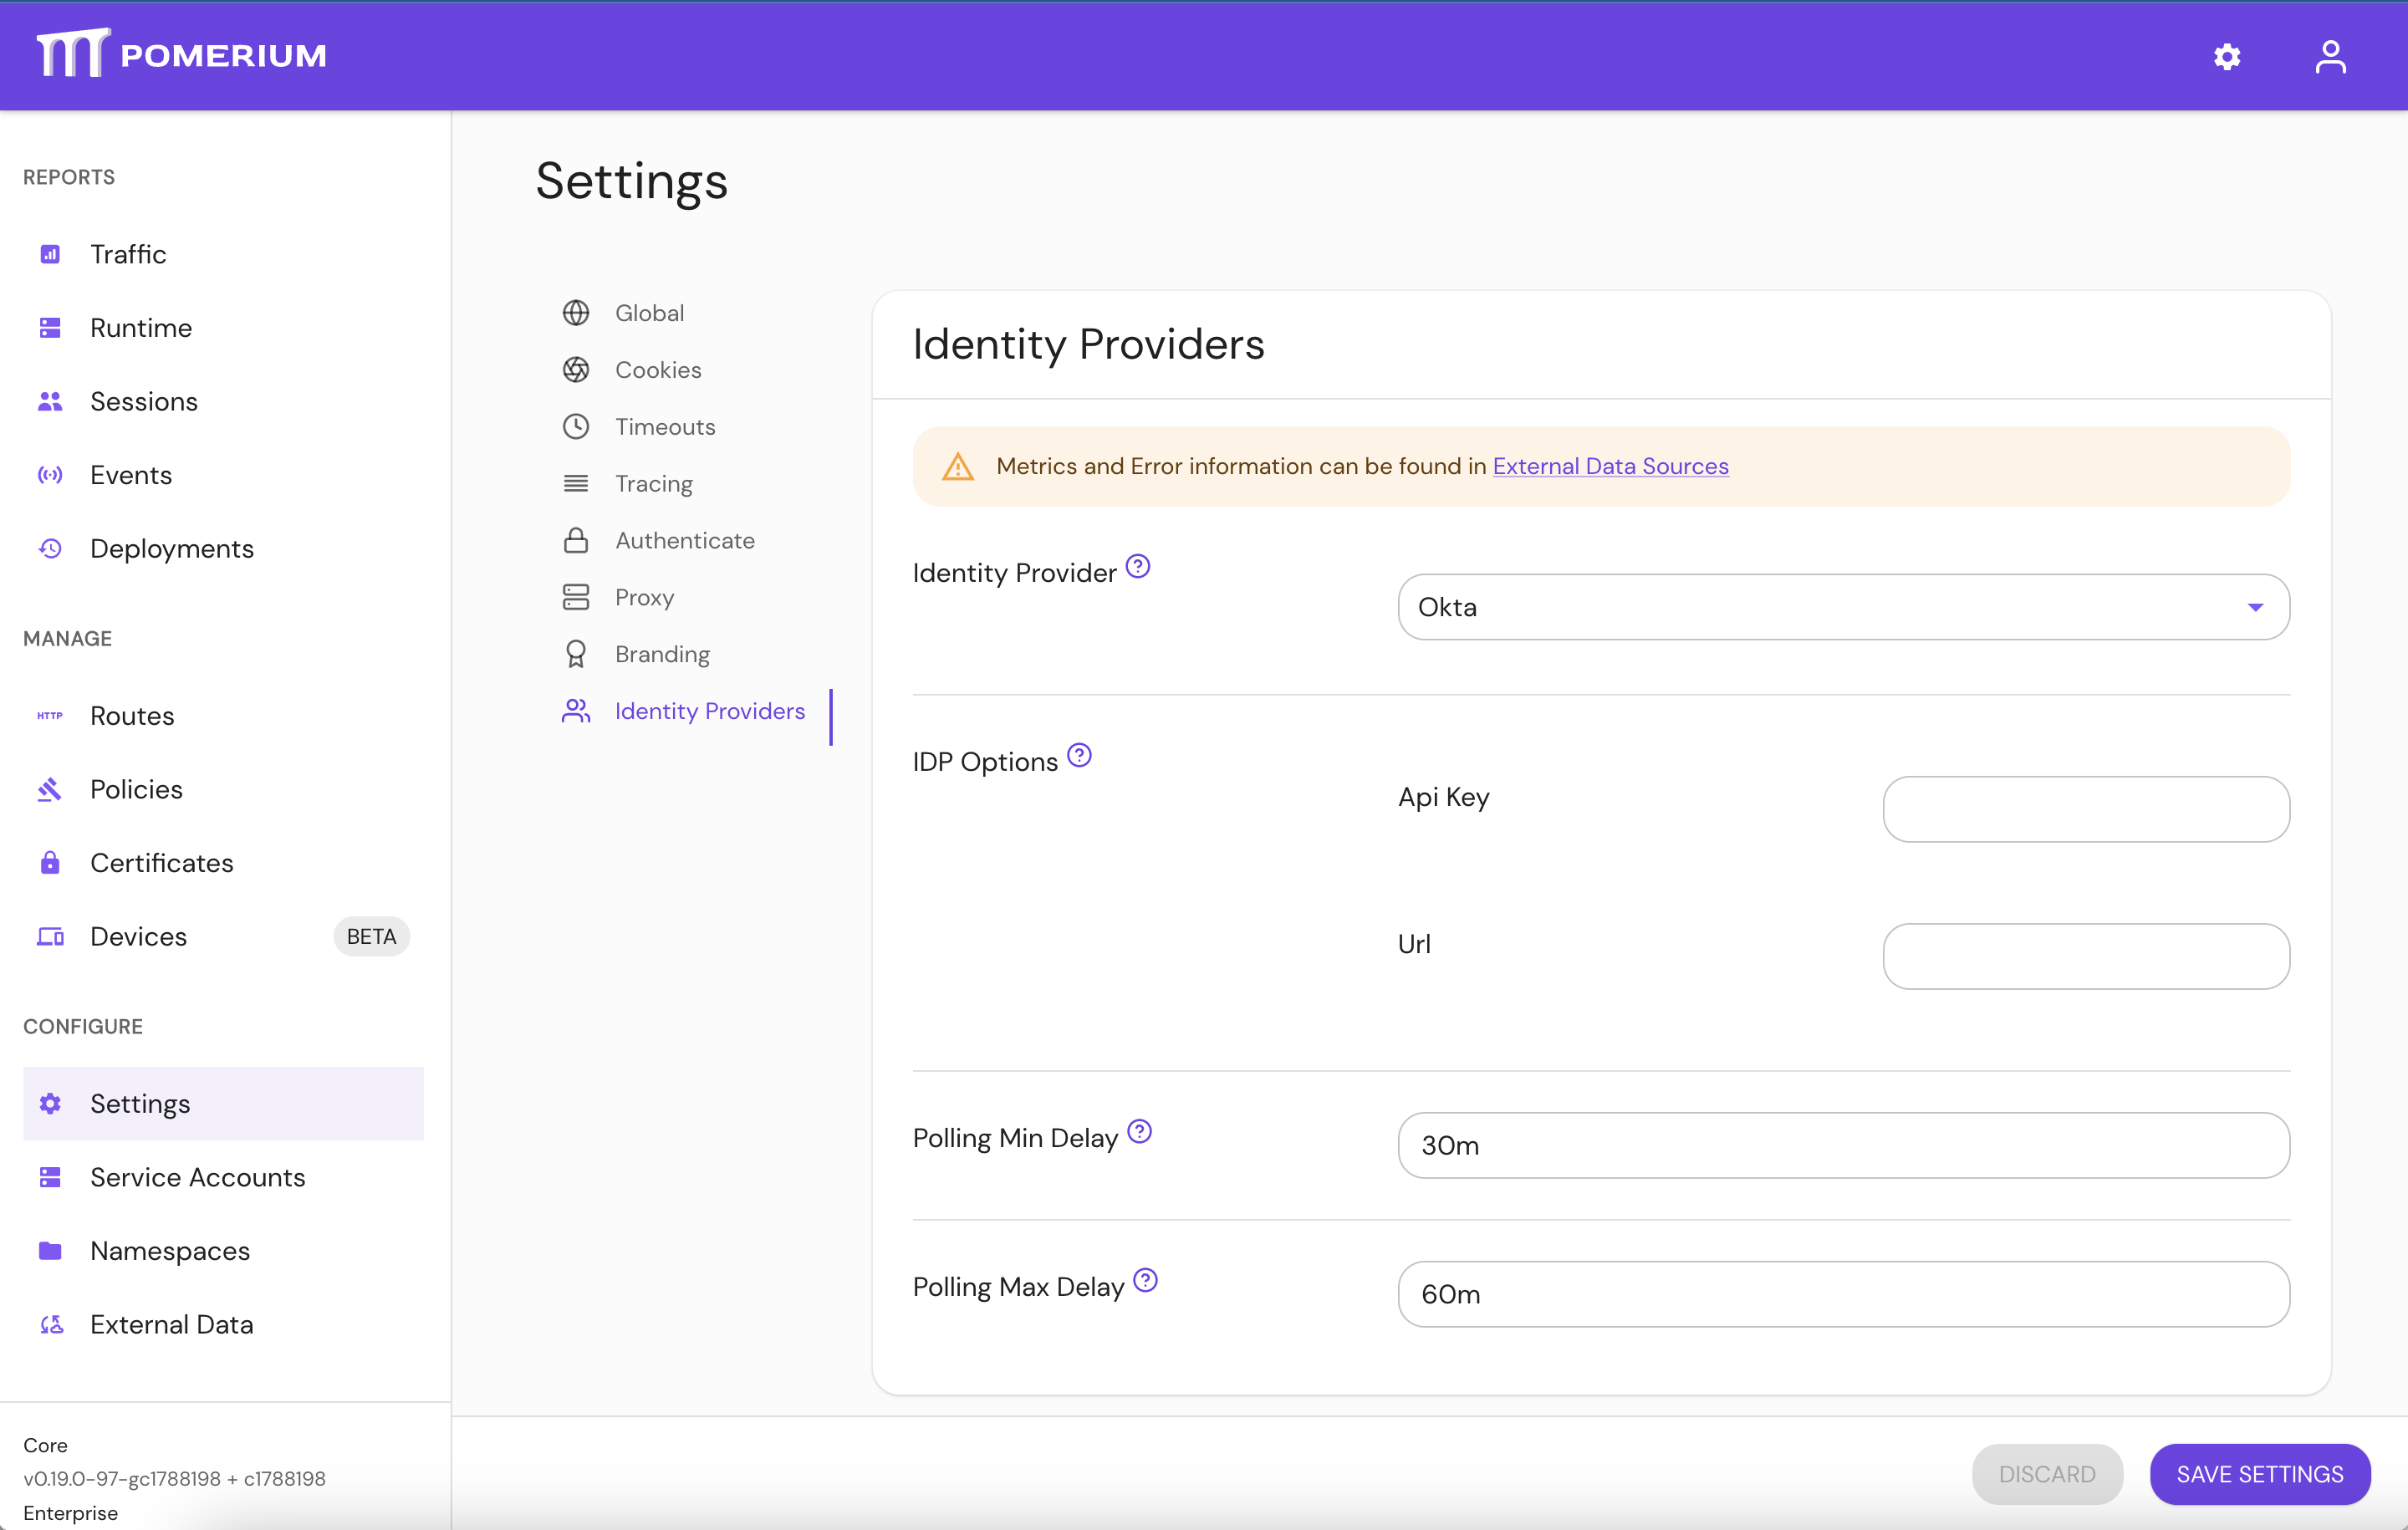 POMERIUM
REPORTS
Traffic
Runtime
Sessions
Events
Deployments
MANAGE
HTTP
Routes
Policies
Certificates
Devices BETA
CONFIGURE
Settings
Service Accounts
Namespaces
External Data
Core
v0.19.0-97-gc1788198 + c1788198
Enterprise
Settings
Global
Cookies
Timeouts
Tracing
Authenticate
Proxy
Branding
Identity Providers
Identity Providers
Metrics and Error information can be found in External Data Sources
Identity Provider ?
Okta
IDP Options ?
Api Key
Url
Polling Min Delay ?
30m
Polling Max Delay ?
60m
DISCARD
SAVE SETTINGS